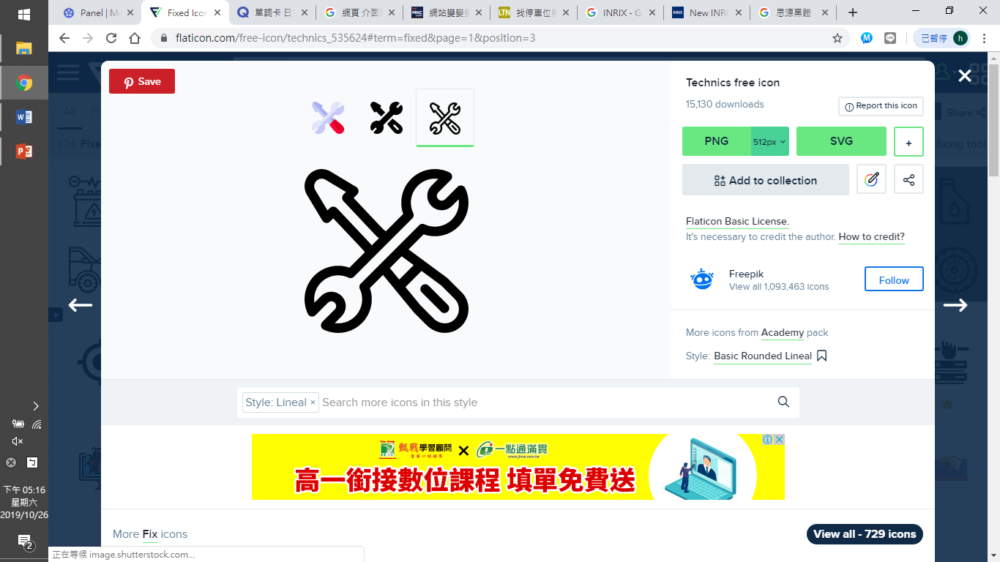 Panel | Me
Fixed Icon
單詞卡 日
網頁 介面
MKC
網站變變
LTN
找停車位
INRIX - G
INRIX
New INRI
思源黑體 -
flaticon.com/free-icon/technics_535624#term=fixed&page=1&position=3
已暫停
h
All
874 Fixe
Share
fixing tool
Save
Technics free icon
15,130 downloads
Report this icon
PNG
512px
SVG
+
Add to collection
Flaticon Basic License.
It's necessary to credit the author. How to credit?
Freepik
View all 1,093,463 icons
Follow
More icons from Academy pack
Style: Basic Rounded Lineal
Style: Lineal ×
Search more icons in this style
甄戰學習顧問 × 一點通滿貫
www.jirse.com.tw
高一銜接數位課程 填單免費送
More Fix icons
View all - 729 icons
正在等候 image.shutterstock.com...
下午 05:16
星期六
2019/10/26
2